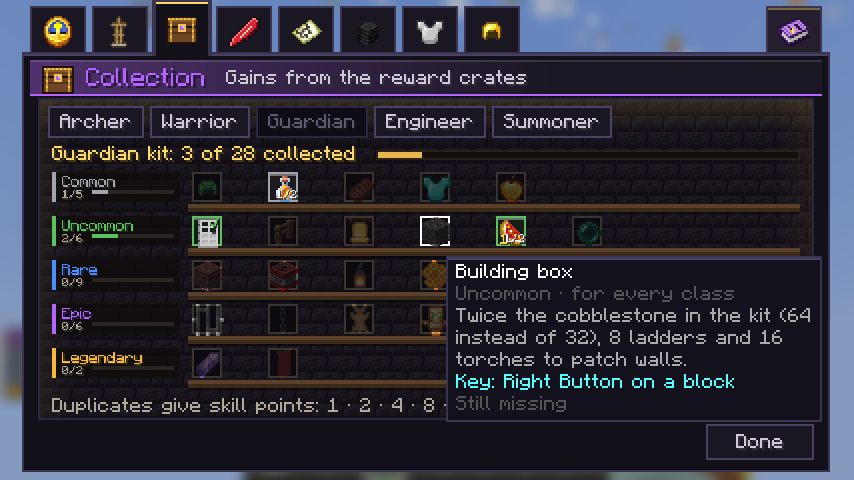 Collection Gains from the reward crates
Archer Warrior Guardian Engineer Summoner
Guardian kit: 3 of 28 collected
Common
1/5
/2
Uncommon
2/6
1/2
Rare
0/9
Epic
0/6
Legendary
0/2
Building box
Uncommon · for every class
Twice the cobblestone in the kit (64
instead of 32), 8 ladders and 16
torches to patch walls.
Key: Right Button on a block
Still missing
Duplicates give skill points: 1 · 2 · 4 · 8 ·
Done